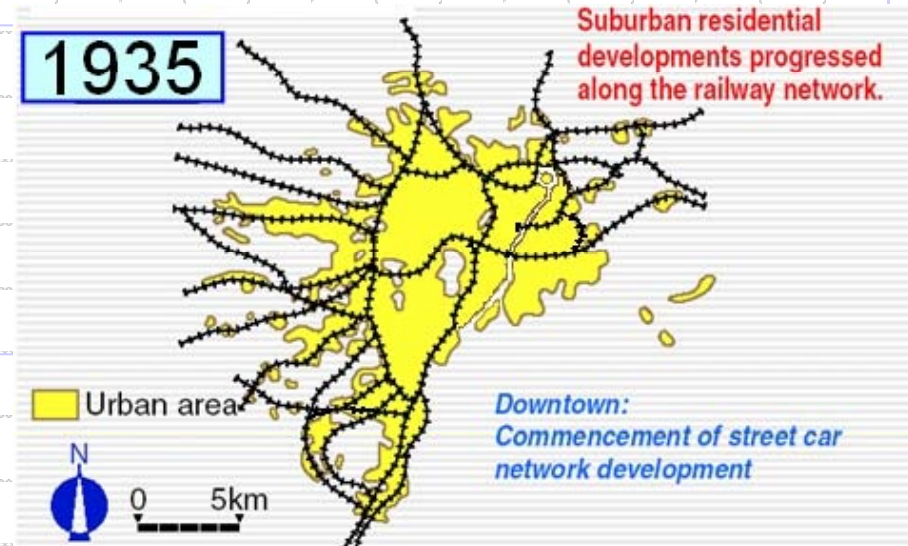 1935
Suburban residential
developments progressed
along the railway network.
Urban area
Downtown:
Commencement of street car
network development
N
0 5km